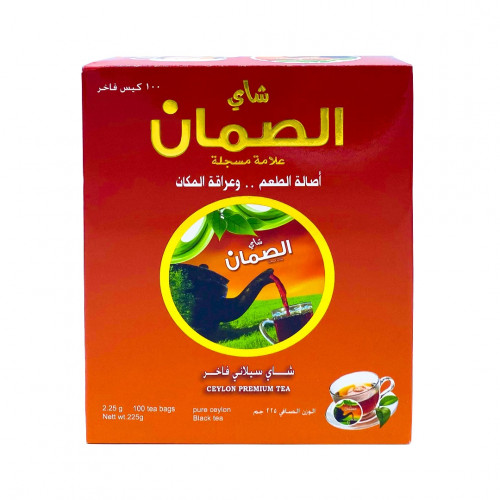 ١٠٠ كيس فاخر
شاي
الصمان
علامة مسجلة
أصالة الطعم .. وعراقة المكان
شاي
الصمان
شاي سيلاني فاخر
CEYLON PREMIUM TEA
2.25 g 100 tea bags
Nett wt.225g
pure ceylon
Black tea
الوزن الصافي ٢٢٥ جم